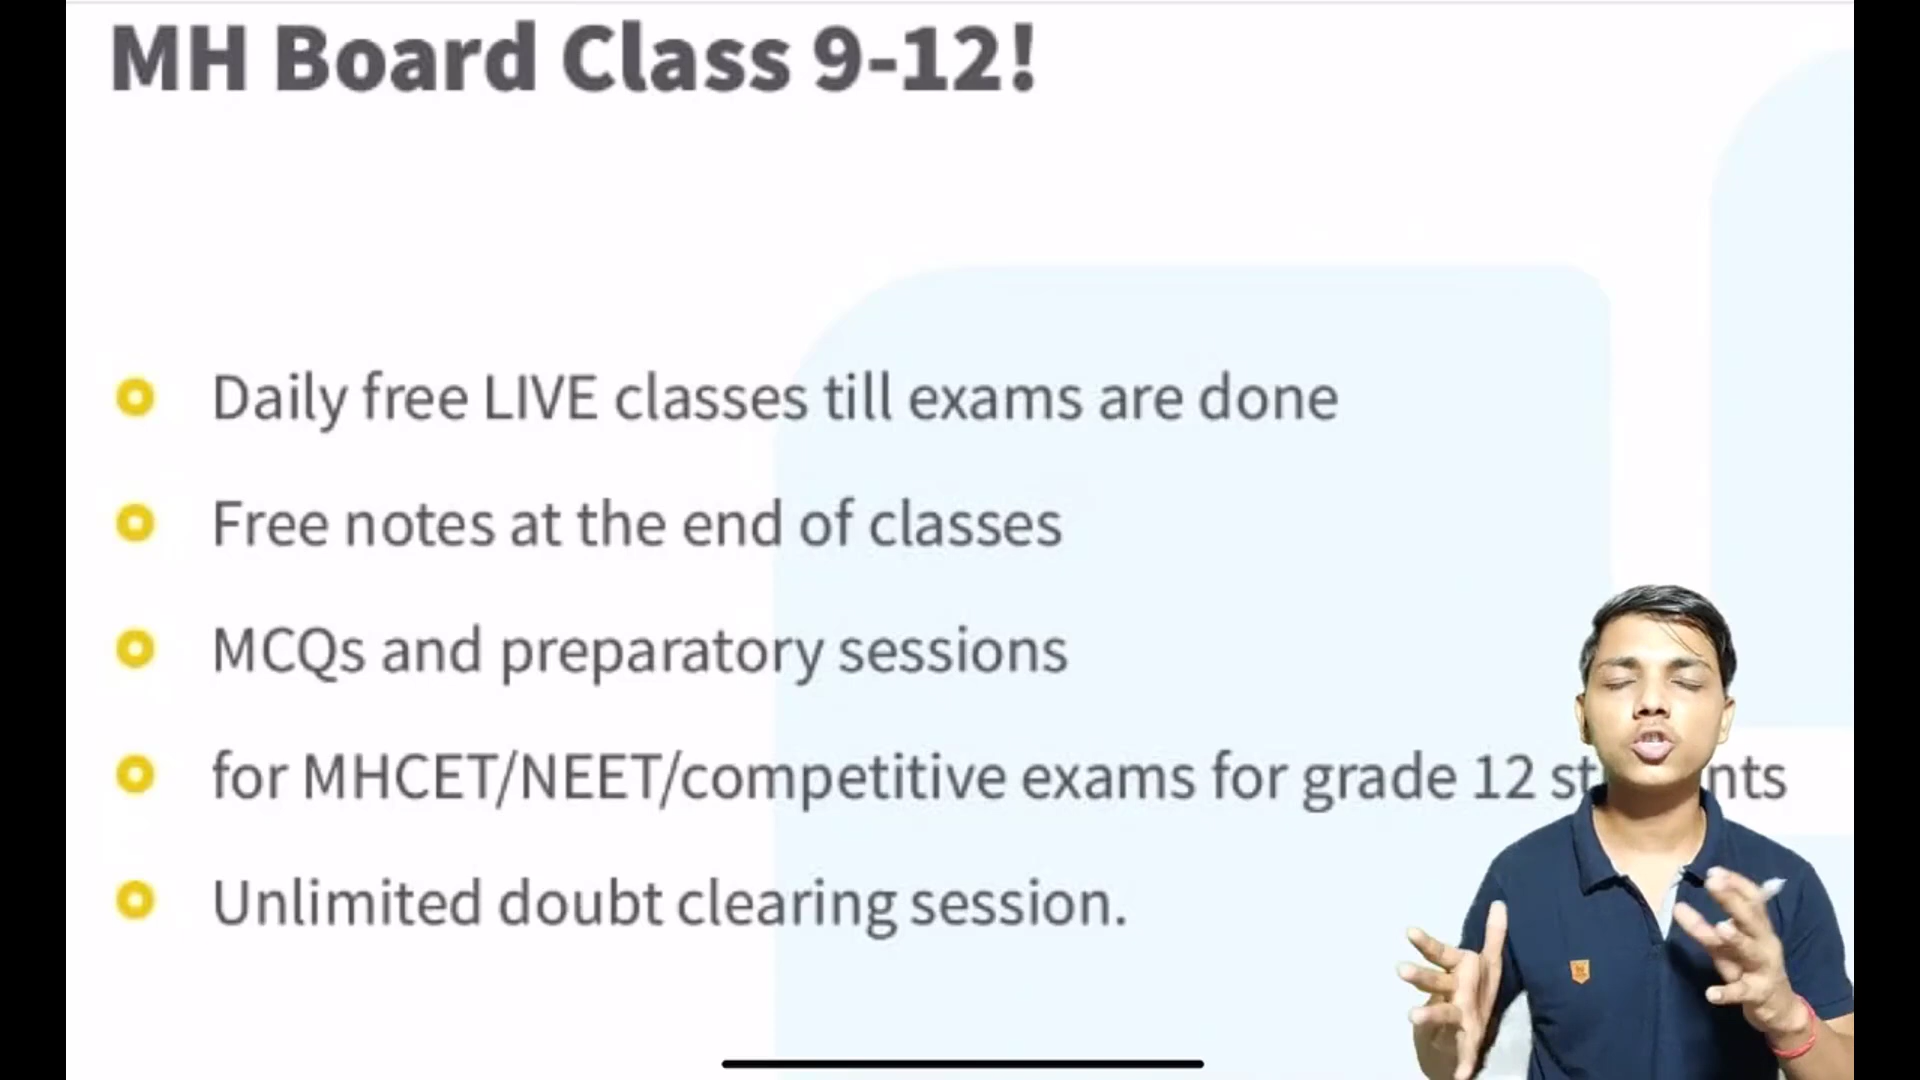 MH Board Class 9-12!
Daily free LIVE classes till exams are done
Free notes at the end of classes
MCQs and preparatory sessions
for MHCET/NEET/competitive exams for grade 12
Unlimited doubt clearing session.